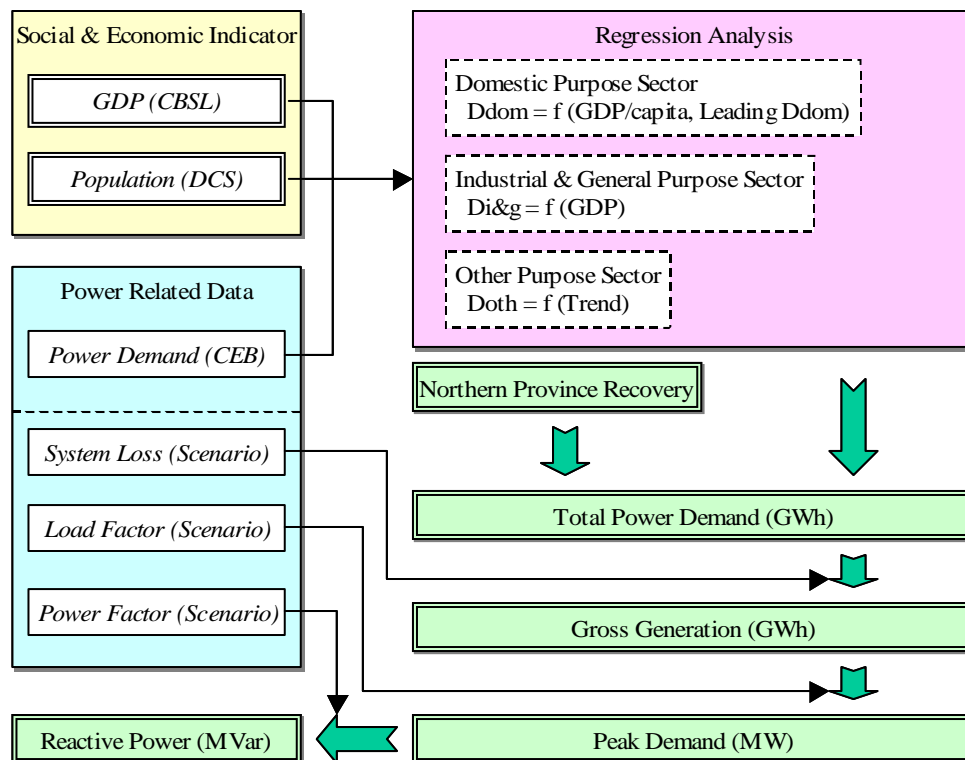 Social & Economic Indicator
GDP (CBSL)
Population (DCS)
Power Related Data
Power Demand (CEB)
System Loss (Scenario)
Load Factor (Scenario)
Power Factor (Scenario)
Reactive Power (MVar)
Regression Analysis
Domestic Purpose Sector
Ddom = f (GDP/capita, Leading Ddom)
Industrial & General Purpose Sector
Di&g = f (GDP)
Other Purpose Sector
Doth = f (Trend)
Northern Province Recovery
Total Power Demand (GWh)
Gross Generation (GWh)
Peak Demand (MW)